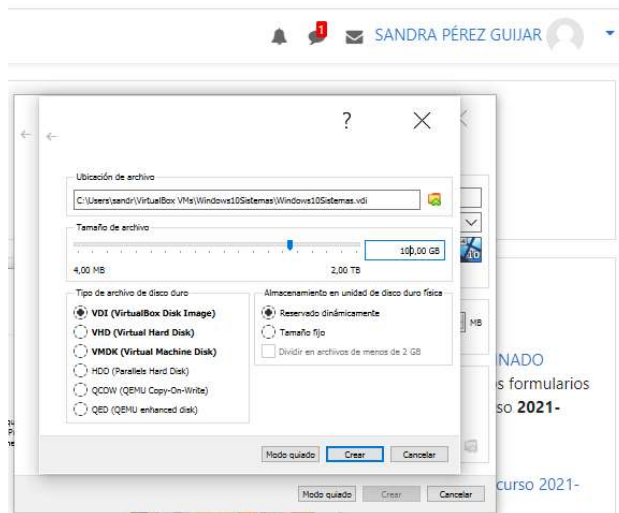 1
SANDRA PÉREZ GUIJAR
?
Ubicación de archivo
C:\Users\sandr\VirtualBox VMs\Windows10Sistemas\Windows10Sistemas.vdi
Tamaño de archivo
100,00 GB
4,00 MB 2,00 TB
Tipo de archivo de disco duro
VDI (VirtualBox Disk Image)
VHD (Virtual Hard Disk)
VMDK (Virtual Machine Disk)
HDD (Parallels Hard Disk)
QCOW (QEMU Copy-On-Write)
QED (QEMU enhanced disk)
Almacenamiento en unidad de disco duro física
Reservado dinámicamente
Tamaño fijo
Dividir en archivos de menos de 2 GB
Modo guiado Crear Cancelar
10
MB
NADO
s formularios
so 2021-
curso 2021-
Modo guiado Crear Cancelar